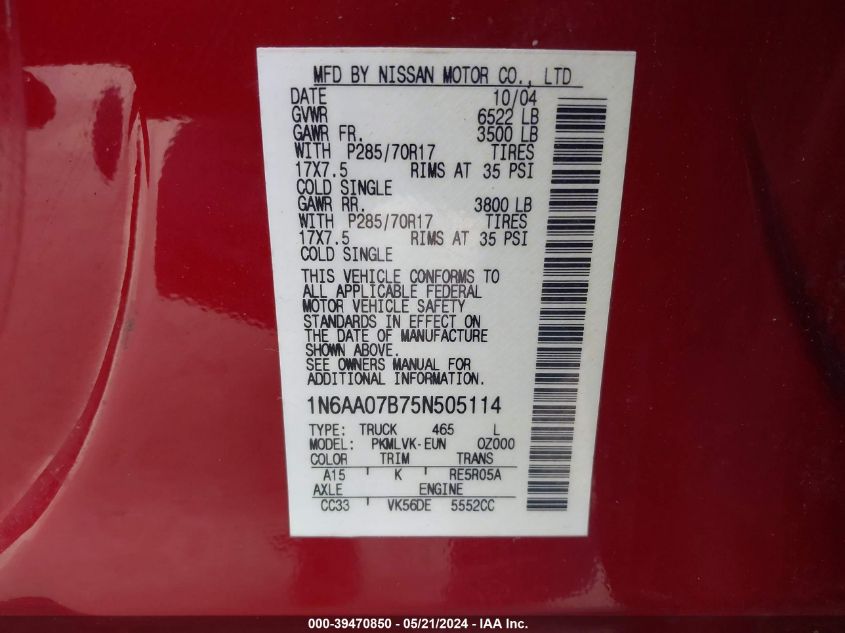 MFD BY NISSAN MOTOR CO., LTD
DATE 10/04
GVWR 6522 LB
GAWR FR. 3500 LB
WITH P285/70R17 TIRES
17X7.5 RIMS AT 35 PSI
COLD SINGLE
GAWR RR. 3800 LB
WITH P285/70R17 TIRES
17X7.5 RIMS AT 35 PSI
COLD SINGLE
THIS VEHICLE CONFORMS TO
ALL APPLICABLE FEDERAL
MOTOR VEHICLE SAFETY
STANDARDS IN EFFECT ON
THE DATE OF MANUFACTURE
SHOWN ABOVE.
SEE OWNERS MANUAL FOR
ADDITIONAL INFORMATION.
1N6AA07B75N505114
TYPE: TRUCK 465 L
MODEL: PKMLVK-EUN 0Z000
COLOR TRIM TRANS
A15 K RE5R05A
AXLE ENGINE
CC33 VK56DE 5552CC
000-39470850 - 05/21/2024 - IAA Inc.